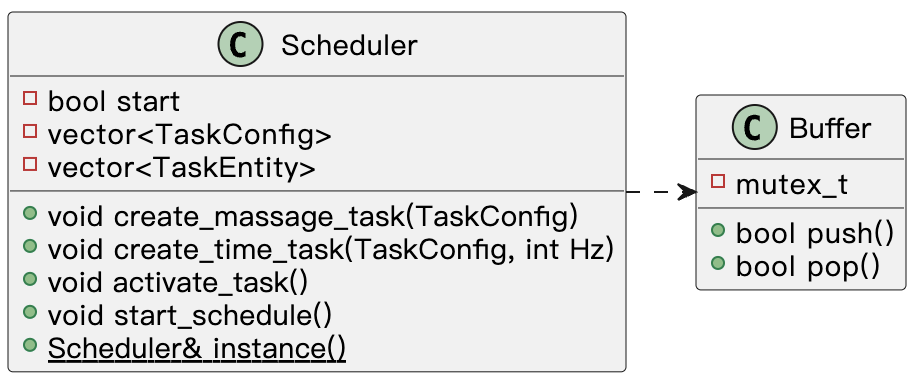 C Scheduler
bool start
vector<TaskConfig>
vector<TaskEntity>
void create_massage_task(TaskConfig)
void create_time_task(TaskConfig, int Hz)
void activate_task()
void start_schedule()
Scheduler& instance()
C Buffer
mutex_t
bool push()
bool pop()